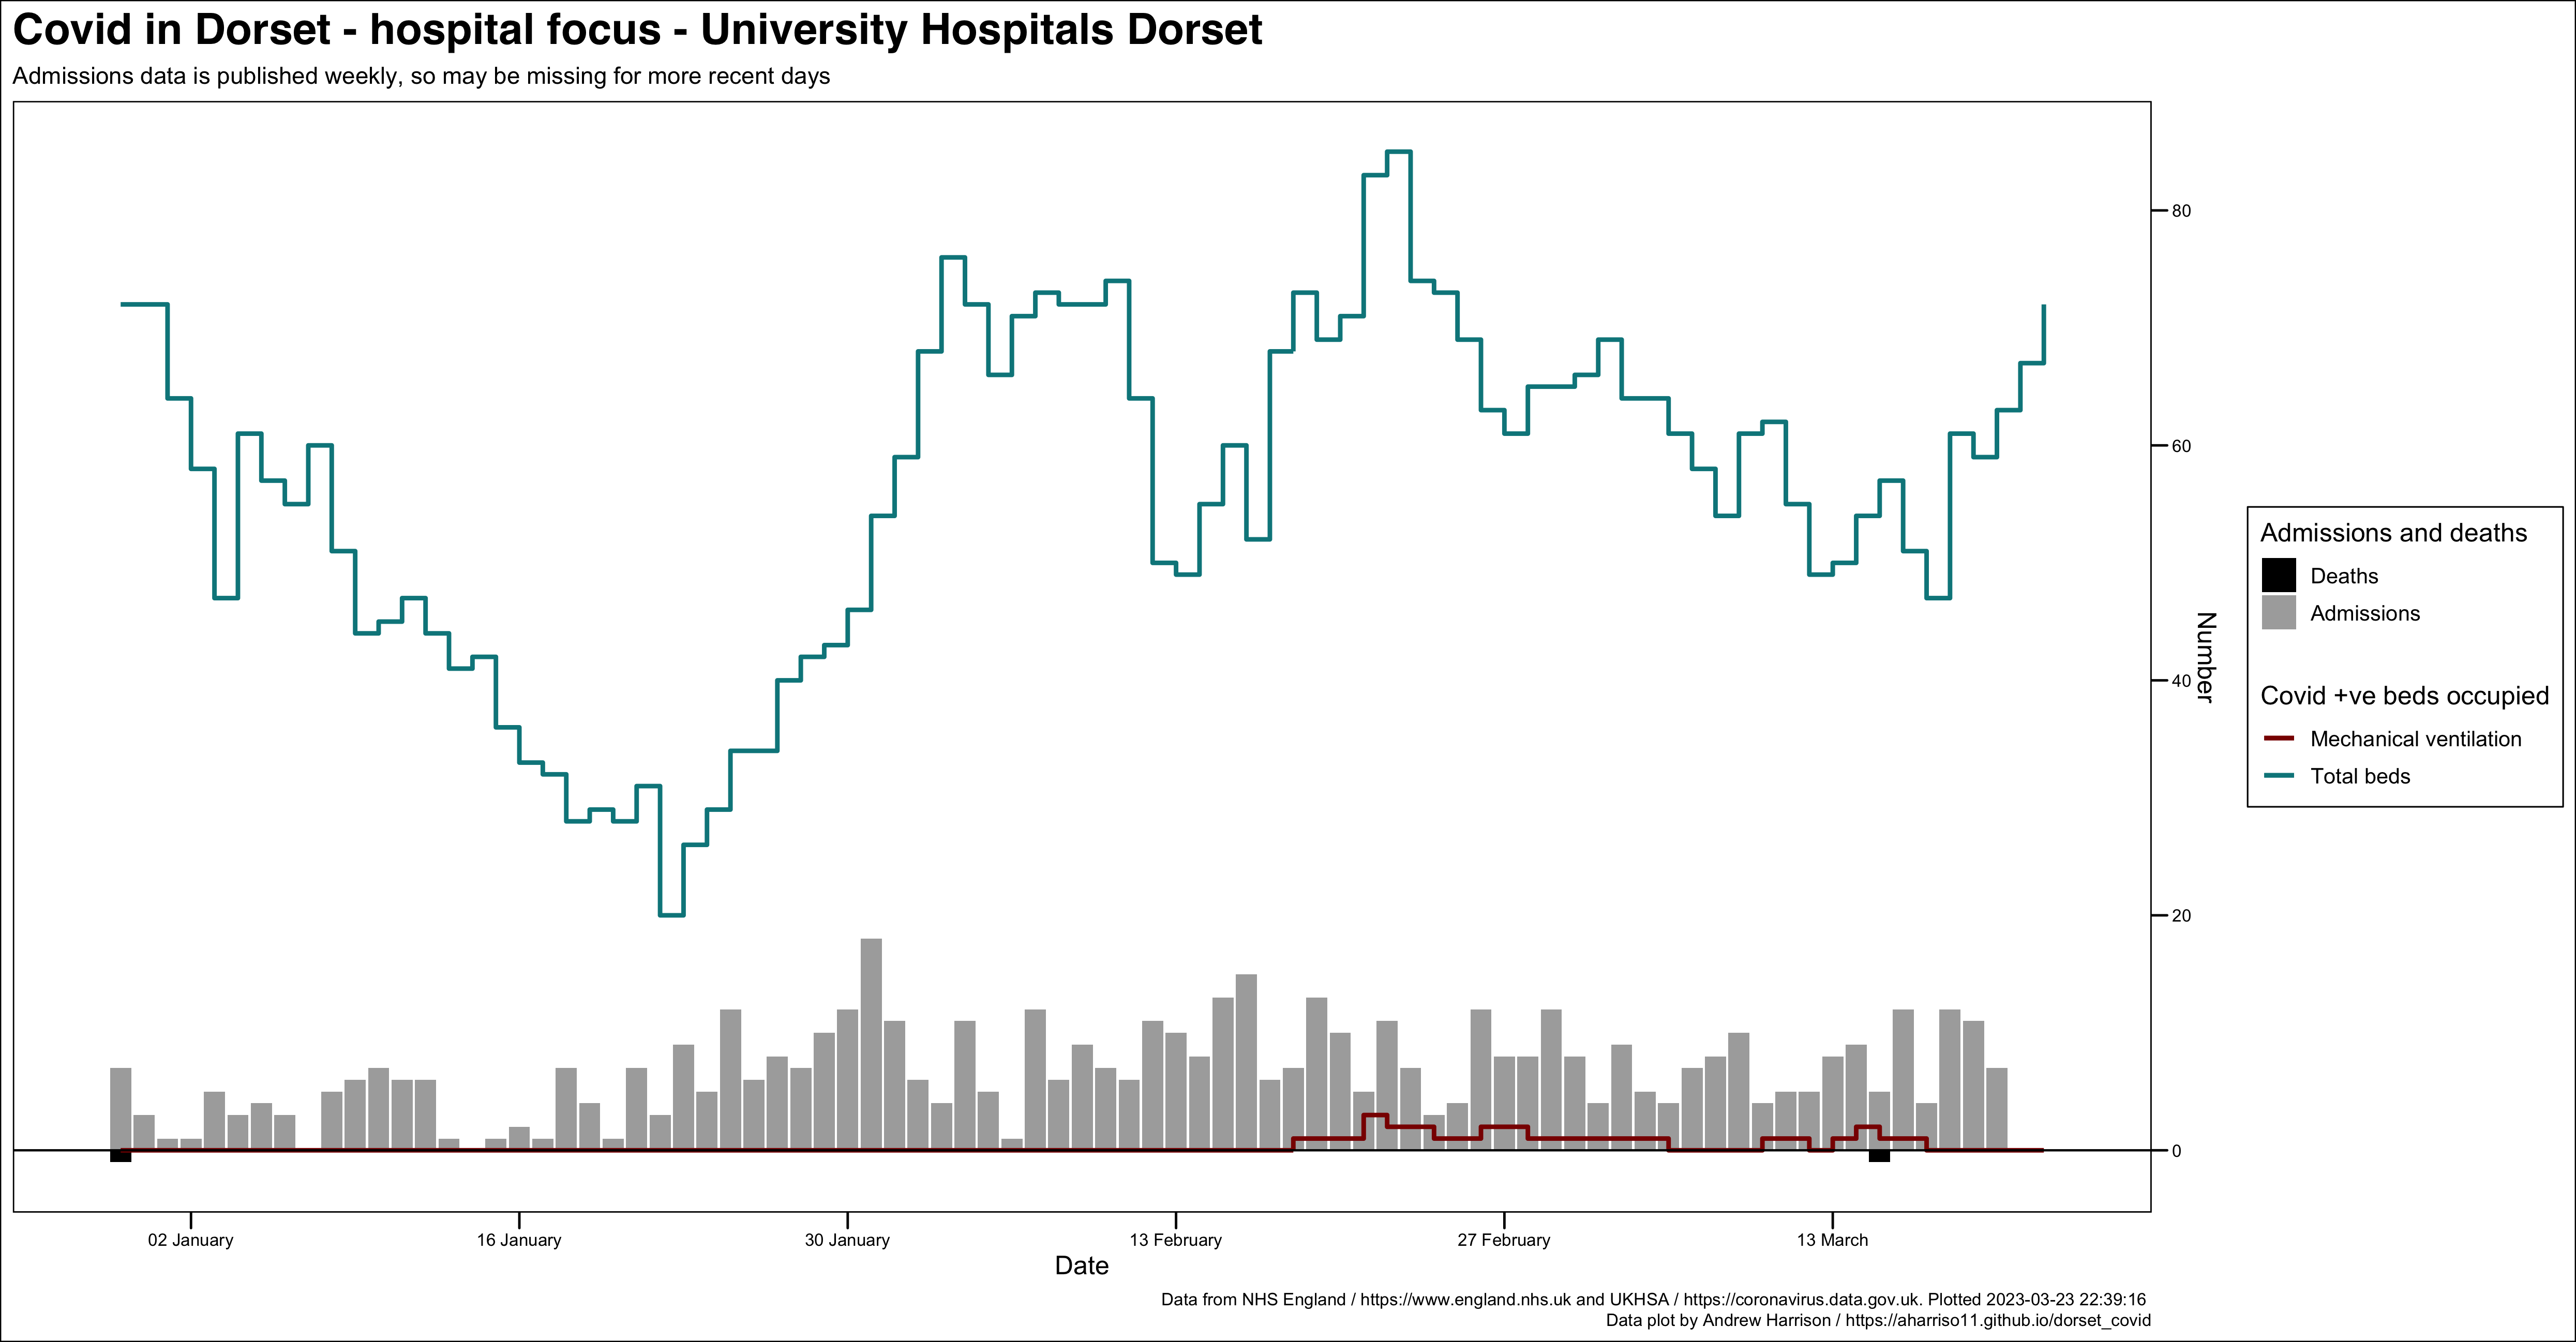 Covid in Dorset - hospital focus - University Hospitals Dorset
Admissions data is published weekly, so may be missing for more recent days
80
60
40
20
0
Number
Admissions and deaths
Deaths
Admissions
Covid +ve beds occupied
Mechanical ventilation
Total beds
02 January
16 January
30 January
13 February
27 February
13 March
Date
Data from NHS England / https://www.england.nhs.uk and UKHSA / https://coronavirus.data.gov.uk. Plotted 2023-03-23 22:39:16
Data plot by Andrew Harrison / https://aharriso11.github.io/dorset_covid